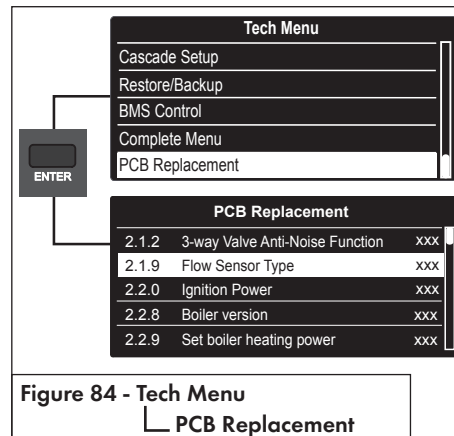 Tech Menu
Cascade Setup
Restore/Backup
BMS Control
Complete Menu
PCB Replacement
ENTER
PCB Replacement
2.1.2 3-way Valve Anti-Noise Function xxx
2.1.9 Flow Sensor Type xxx
2.2.0 Ignition Power xxx
2.2.8 Boiler version xxx
2.2.9 Set boiler heating power xxx
Figure 84 - Tech Menu
PCB Replacement